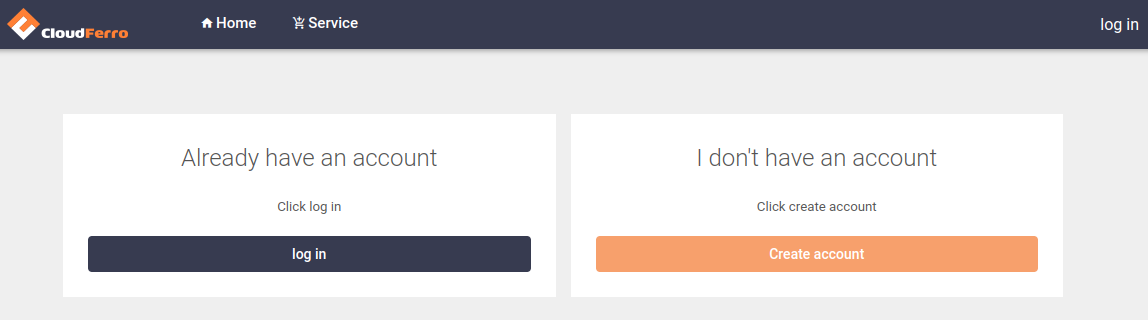 CloudFerro
Home
Service
log in
Already have an account
Click log in
log in
I don't have an account
Click create account
Create account